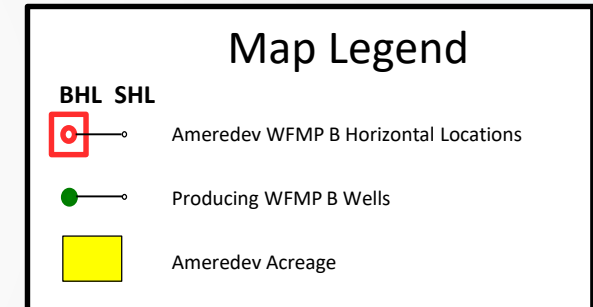 Map Legend
BHL SHL
Ameredev WFMP B Horizontal Locations
Producing WFMP B Wells
Ameredev Acreage